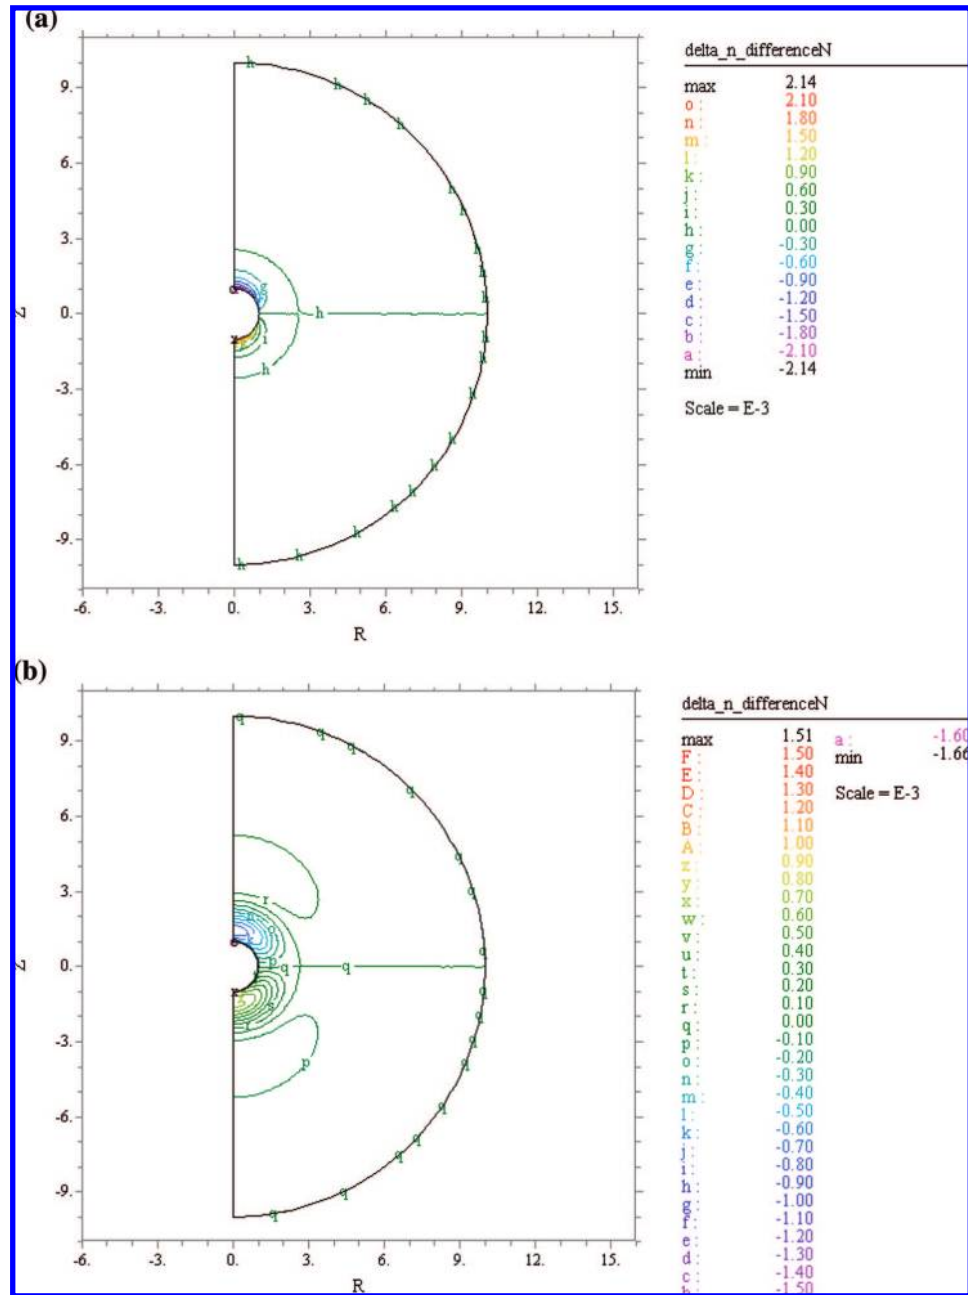 (a)
delta_n_differenceN
max 2.14
o : 2.10
n : 1.80
m : 1.50
l : 1.20
k : 0.90
j : 0.60
i : 0.30
h : 0.00
g : -0.30
f : -0.60
e : -0.90
d : -1.20
c : -1.50
b : -1.80
a : -2.10
min -2.14
Scale = E-3
9.
6.
3.
0.
-3.
-6.
-9.
Z
h h h h h h h h h h h h h h h h h h h h
g
o
h
x
i
h
-6. -3. 0. 3. 6. 9. 12. 15.
R
(b)
delta_n_differenceN
max 1.51 a : -1.60
F : 1.50 min -1.66
E : 1.40
D : 1.30 Scale = E-3
C : 1.20
B : 1.10
A : 1.00
z : 0.90
y : 0.80
x : 0.70
w : 0.60
v : 0.50
u : 0.40
t : 0.30
s : 0.20
r : 0.10
q : 0.00
p : -0.10
o : -0.20
n : -0.30
m : -0.40
l : -0.50
k : -0.60
j : -0.70
i : -0.80
h : -0.90
g : -1.00
f : -1.10
e : -1.20
d : -1.30
c : -1.40
b : -1.50
9.
6.
3.
0.
-3.
-6.
-9.
Z
r
o
p q q
x
s
r
p
-6. -3. 0. 3. 6. 9. 12. 15.
R